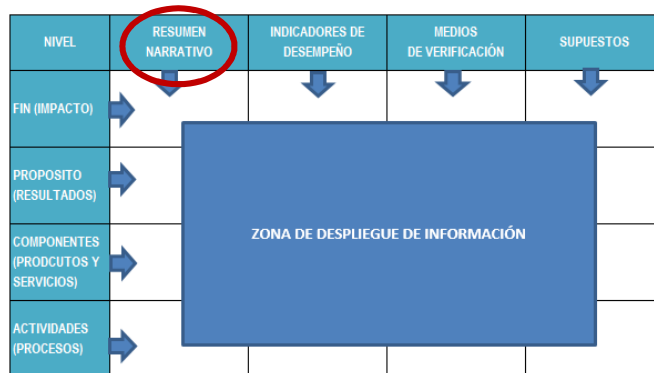 NIVEL
RESUMEN
NARRATIVO
INDICADORES DE
DESEMPEÑO
MEDIOS
DE VERIFICACIÓN
SUPUESTOS
FIN (IMPACTO)
PROPOSITO
(RESULTADOS)
ZONA DE DESPLIEGUE DE INFORMACIÓN
COMPONENTES
(PRODCUTOS Y
SERVICIOS)
ACTIVIDADES
(PROCESOS)